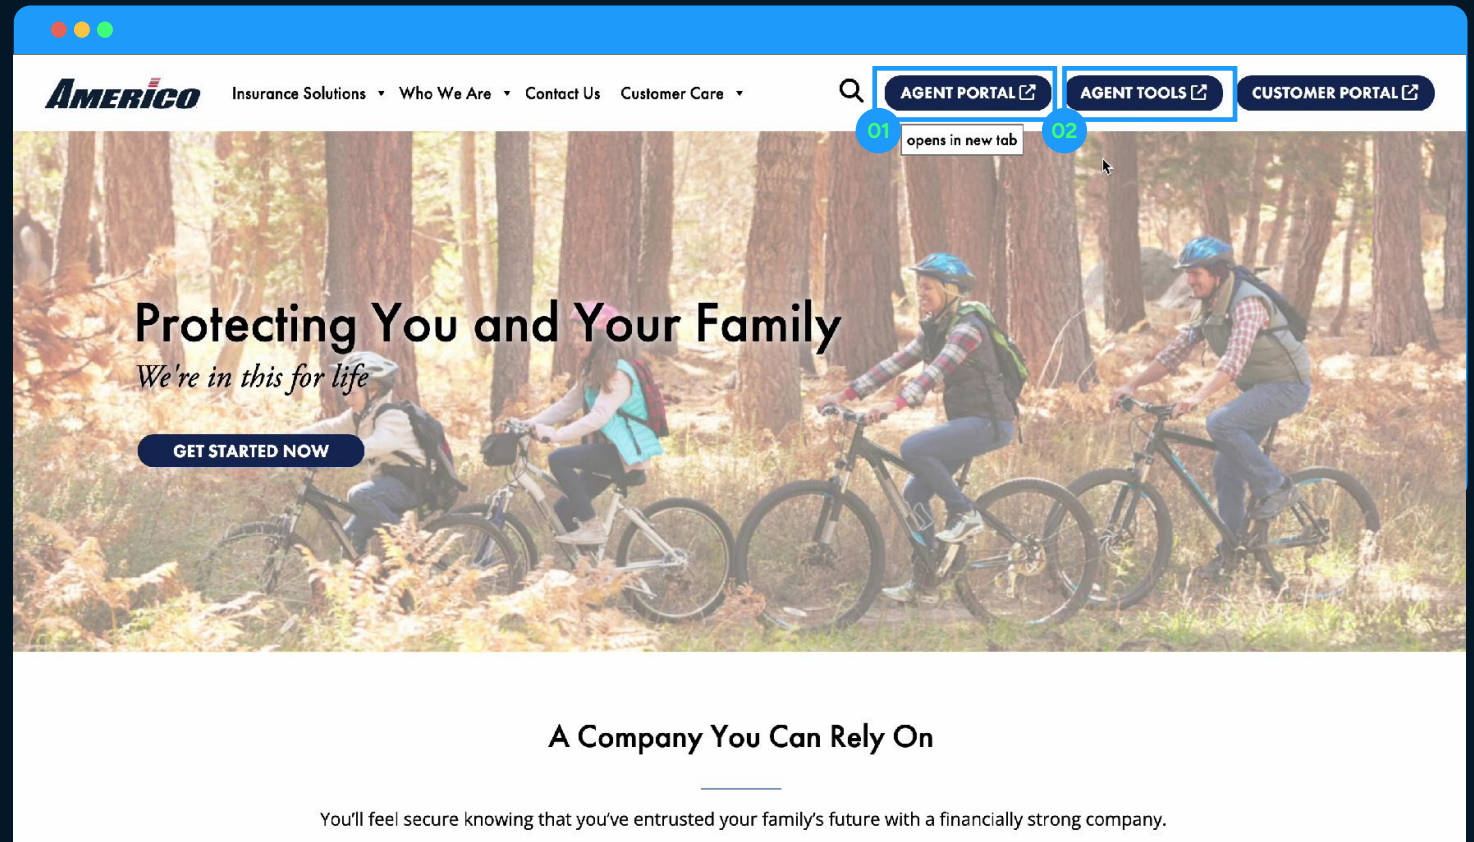 AMERICO
Insurance Solutions
Who We Are
Contact Us
Customer Care
AGENT PORTAL
AGENT TOOLS
CUSTOMER PORTAL
01
opens in new tab
02
Protecting You and Your Family
We're in this for life
GET STARTED NOW
A Company You Can Rely On
You'll feel secure knowing that you've entrusted your family's future with a financially strong company.